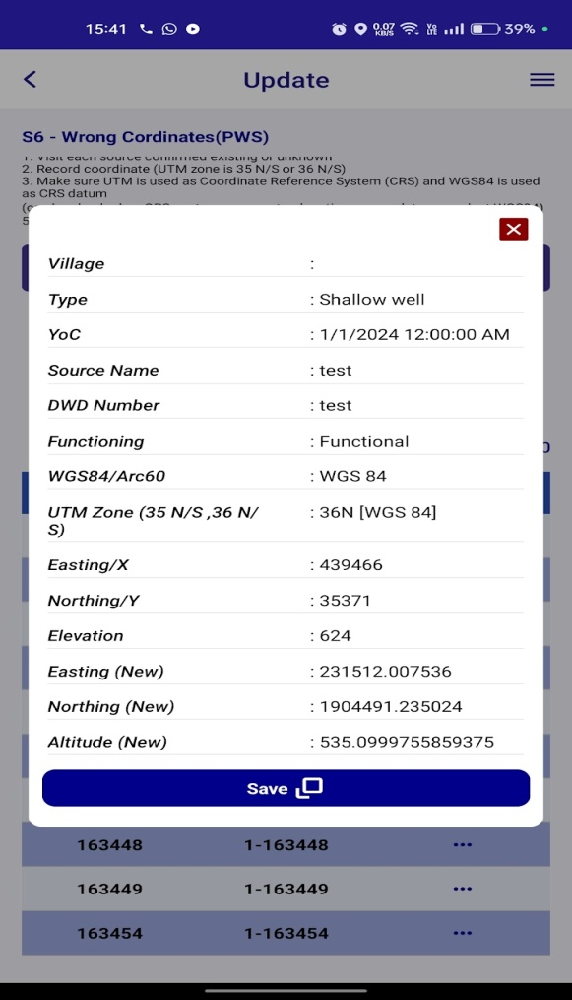 15:41
0.07 KB/S
Vo LTE
39%
Update
S6 - Wrong Cordinates(PWS)
1. Visit each source confirmed existing or unknown
2. Record coordinate (UTM zone is 35 N/S or 36 N/S)
3. Make sure UTM is used as Coordinate Reference System (CRS) and WGS84 is used
as CRS datum
5
Village :
Type : Shallow well
YoC : 1/1/2024 12:00:00 AM
Source Name : test
DWD Number : test
Functioning : Functional
WGS84/Arc60 : WGS 84
UTM Zone (35 N/S ,36 N/
S) : 36N [WGS 84]
Easting/X : 439466
Northing/Y : 35371
Elevation : 624
Easting (New) : 231512.007536
Northing (New) : 1904491.235024
Altitude (New) : 535.0999755859375
Save
163448 1-163448 •••
163449 1-163449 •••
163454 1-163454 •••